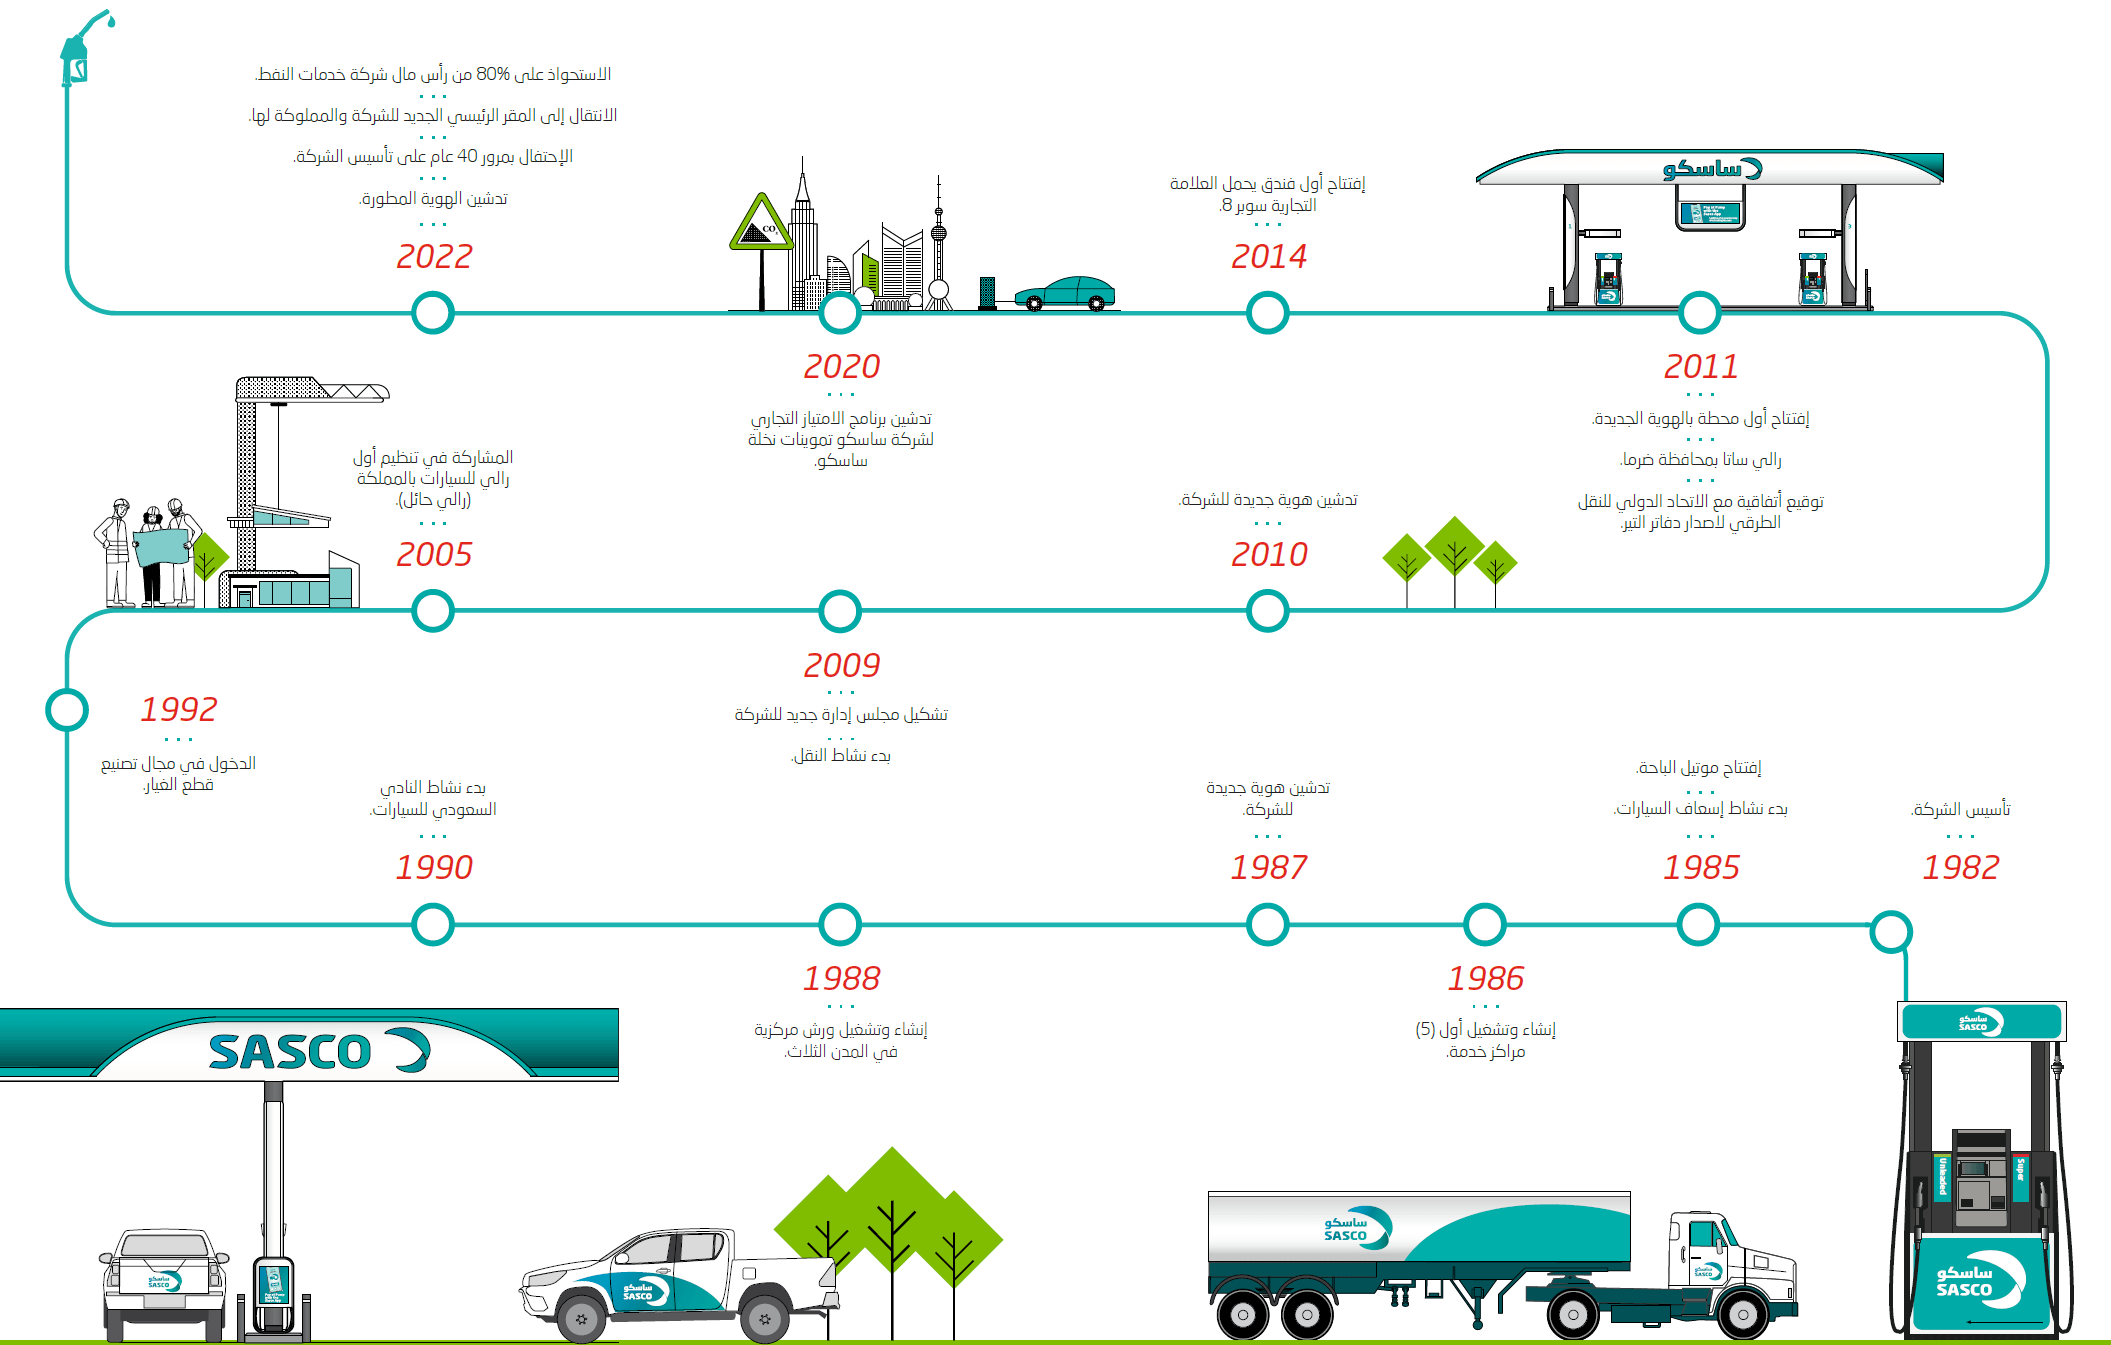 الاستحواذ على 80% من رأس مال شركة خدمات النفط.
الانتقال إلى المقر الرئيسي الجديد للشركة والمملوكة لها.
الإحتفال بمرور 40 عام على تأسيس الشركة.
تدشين الهوية المطورة.
2022
CO2
2020
تدشين برنامج الامتياز التجاري
لشركة ساسكو تموينات نخلة
ساسكو.
إفتتاح أول فندق يحمل العلامة
التجارية سوبر 8.
2014
ساسكو
2011
إفتتاح أول محطة بالهوية الجديدة.
رالي ساتا بمحافظة ضرما.
توقيع أتفاقية مع الاتحاد الدولي للنقل
الطرقي لاصدار دفاتر التير.
تدشين هوية جديدة للشركة.
2010
2009
تشكيل مجلس إدارة جديد للشركة
بدء نشاط النقل.
المشاركة في تنظيم أول
رالي للسيارات بالمملكة
(رالي حائل).
2005
1992
الدخول في مجال تصنيع
قطع الغيار.
بدء نشاط النادي
السعودي للسيارات.
1990
1988
إنشاء وتشغيل ورش مركزية
في المدن الثلاث.
تدشين هوية جديدة
للشركة.
1987
1986
إنشاء وتشغيل أول (5)
مراكز خدمة.
إفتتاح موتيل الباحة.
بدء نشاط إسعاف السيارات.
1985
تأسيس الشركة.
1982
SASCO
ساسكو
SASCO
ساسكو
SASCO
ساسكو
SASCO
ساسكو
SASCO
ساسكو
SASCO
Unleaded
Super
ساسكو
SASCO